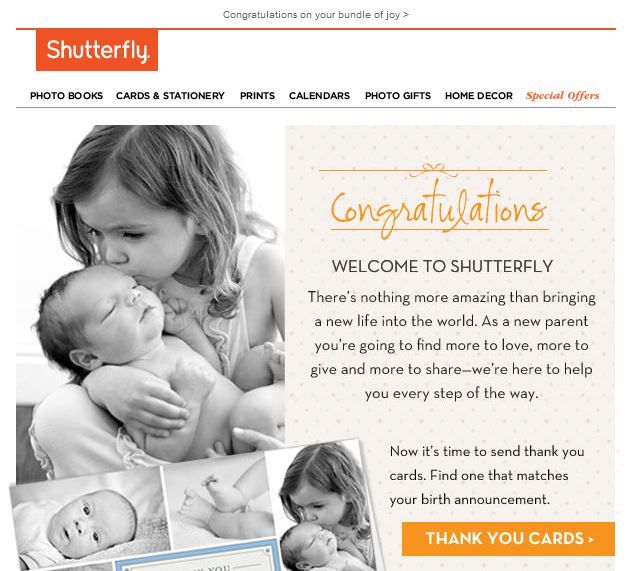 Congratulations on your bundle of joy >
Shutterfly.
PHOTO BOOKS CARDS & STATIONERY PRINTS CALENDARS PHOTO GIFTS HOME DECOR Special Offers
Congratulations
WELCOME TO SHUTTERFLY
There's nothing more amazing than bringing
a new life into the world. As a new parent
you're going to find more to love, more to
give and more to share—we're here to help
you every step of the way.
Now it's time to send thank you
cards. Find one that matches
your birth announcement.
THANK YOU CARDS >
YOU